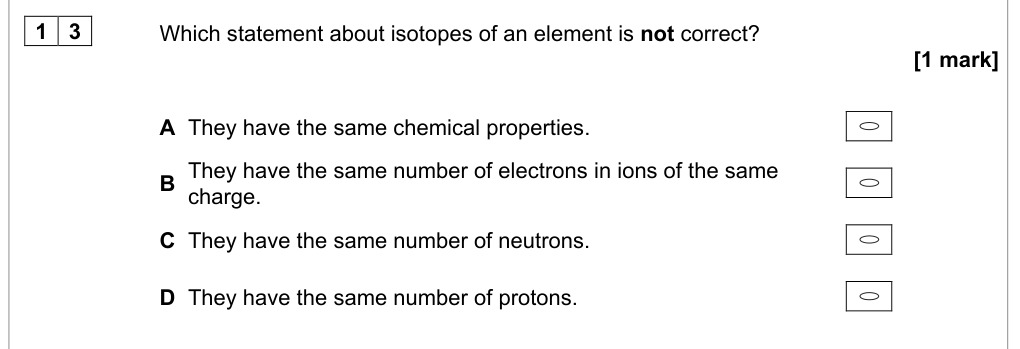 1 3 Which statement about isotopes of an element is not correct?
[1 mark]
A They have the same chemical properties.
B They have the same number of electrons in ions of the same
charge.
C They have the same number of neutrons.
D They have the same number of protons.